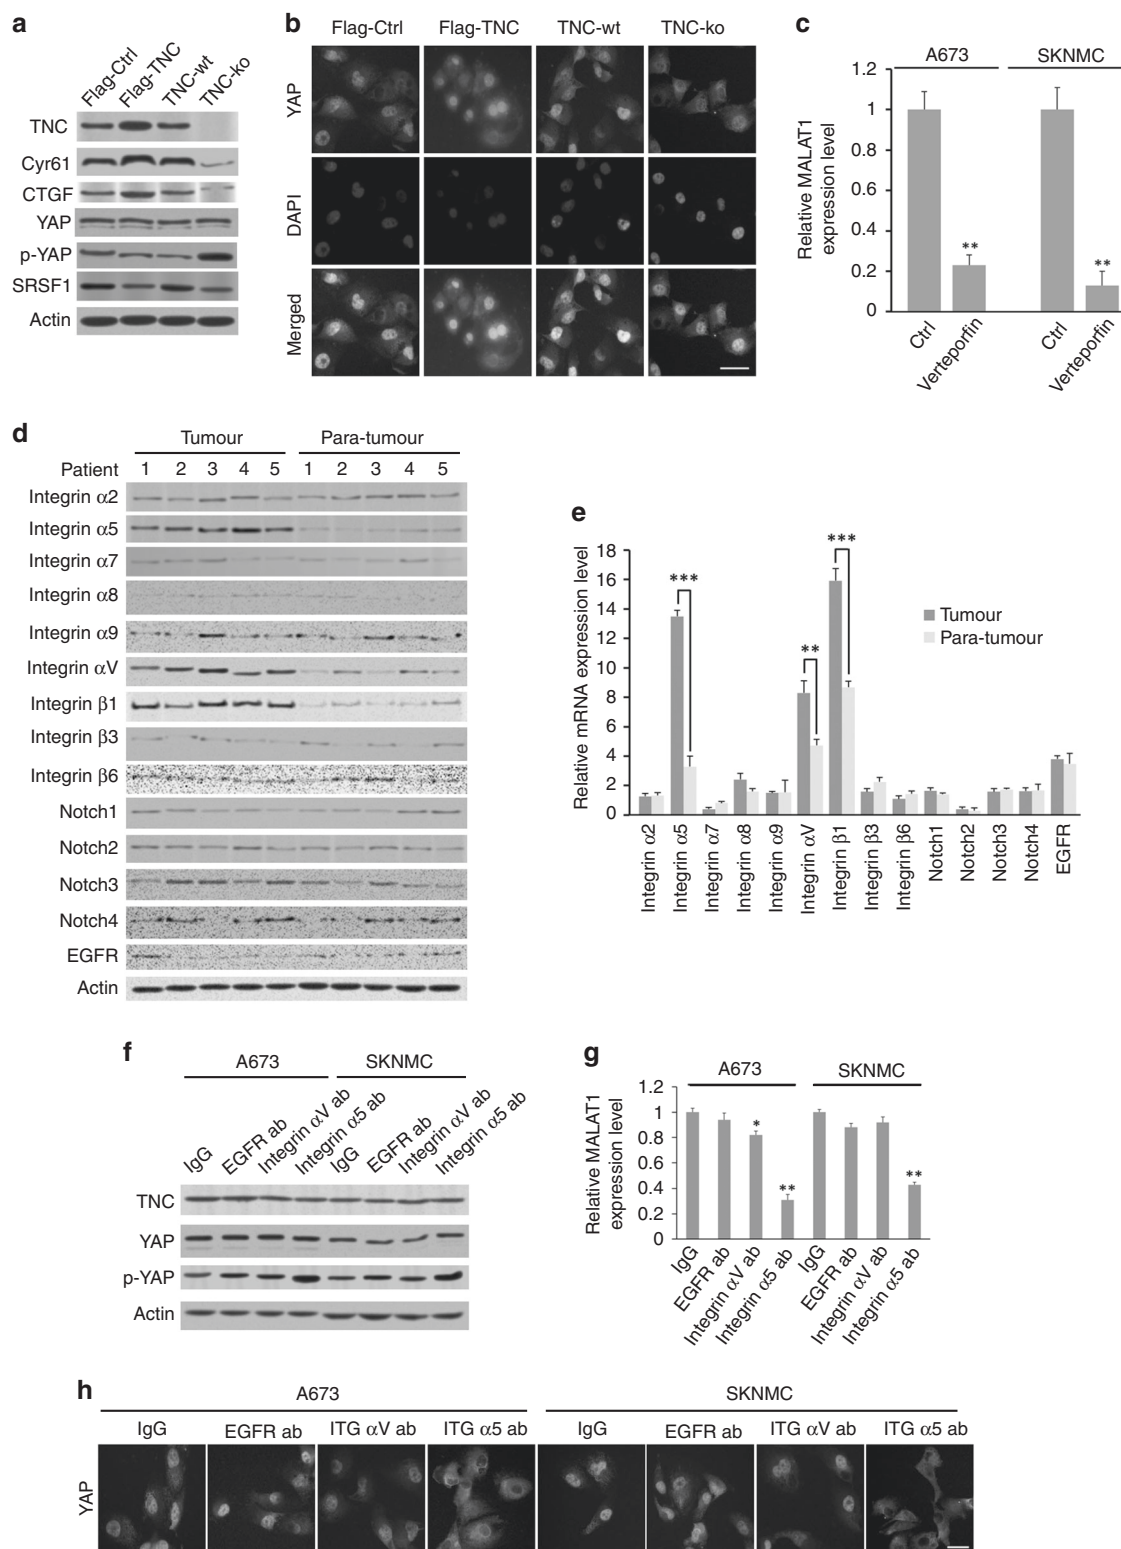 a
Flag-Ctrl
Flag-TNC
TNC-wt
TNC-ko
TNC
Cyr61
CTGF
YAP
p-YAP
SRSF1
Actin
b
Flag-Ctrl Flag-TNC TNC-wt TNC-ko
YAP
DAPI
Merged
c
A673 SKNMC
Relative MALAT1
expression level
1.2
1
0.8
0.6
0.4
0.2
0
** **
Ctrl
Verteporfin
Ctrl
Verteporfin
d
Tumour Para-tumour
Patient 1 2 3 4 5 1 2 3 4 5
Integrin α2
Integrin α5
Integrin α7
Integrin α8
Integrin α9
Integrin αV
Integrin β1
Integrin β3
Integrin β6
Notch1
Notch2
Notch3
Notch4
EGFR
Actin
e
Relative mRNA expression level
18
16
14
12
10
8
6
4
2
0
*** ** ***
Tumour
Para-tumour
Integrin α2
Integrin α5
Integrin α7
Integrin α8
Integrin α9
Integrin αV
Integrin β1
Integrin β3
Integrin β6
Notch1
Notch2
Notch3
Notch4
EGFR
f
A673 SKNMC
IgG
EGFR ab
Integrin αV ab
Integrin α5 ab
IgG
EGFR ab
Integrin αV ab
Integrin α5 ab
TNC
YAP
p-YAP
Actin
g
A673 SKNMC
Relative MALAT1
expression level
1.2
1
0.8
0.6
0.4
0.2
0
* ** **
IgG
EGFR ab
Integrin αV ab
Integrin α5 ab
IgG
EGFR ab
Integrin αV ab
Integrin α5 ab
h
A673 SKNMC
IgG EGFR ab ITG αV ab ITG α5 ab IgG EGFR ab ITG αV ab ITG α5 ab
YAP